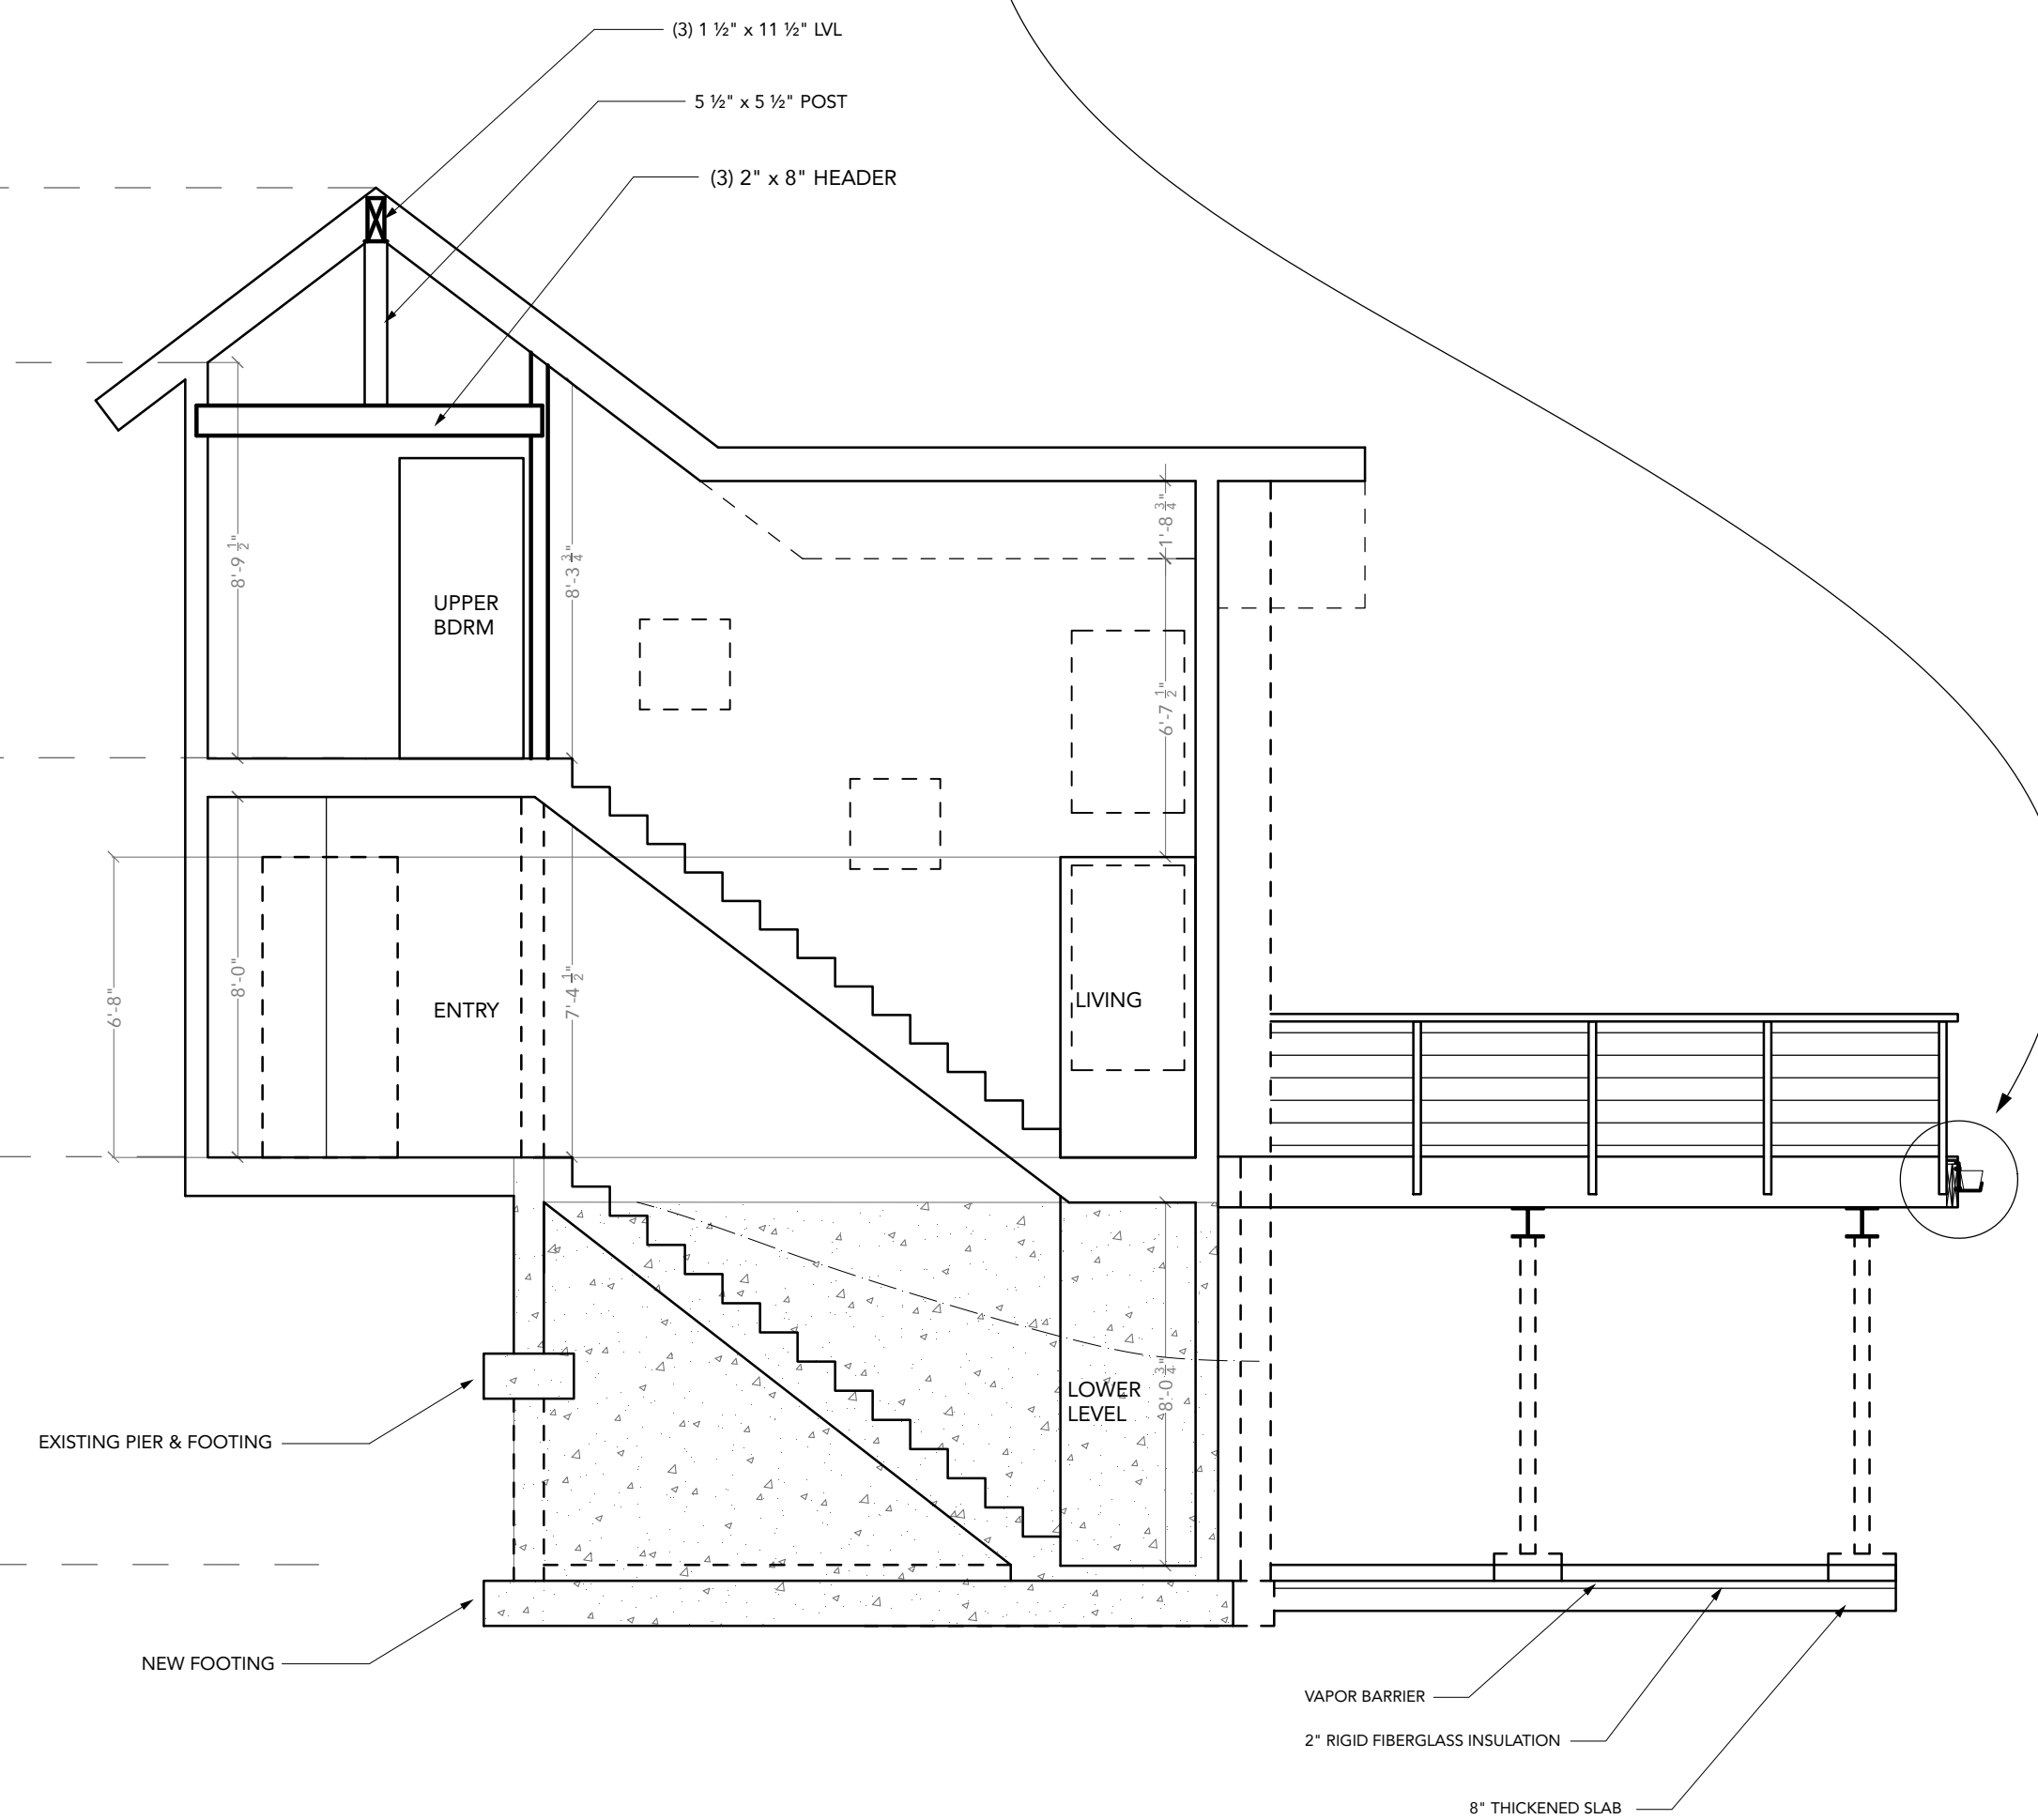 (3) 1 ½" x 11 ½" LVL
5 ½" x 5 ½" POST
(3) 2" x 8" HEADER
8'-9 1/2"
8'-3 3/4"
1'-8 3/4"
UPPER
BDRM
6'-7 1/2"
6'-8"
8'-0"
7'-4 1/2"
ENTRY
LIVING
LOWER
LEVEL
8'-0 3/4"
EXISTING PIER & FOOTING
NEW FOOTING
VAPOR BARRIER
2" RIGID FIBERGLASS INSULATION
8" THICKENED SLAB